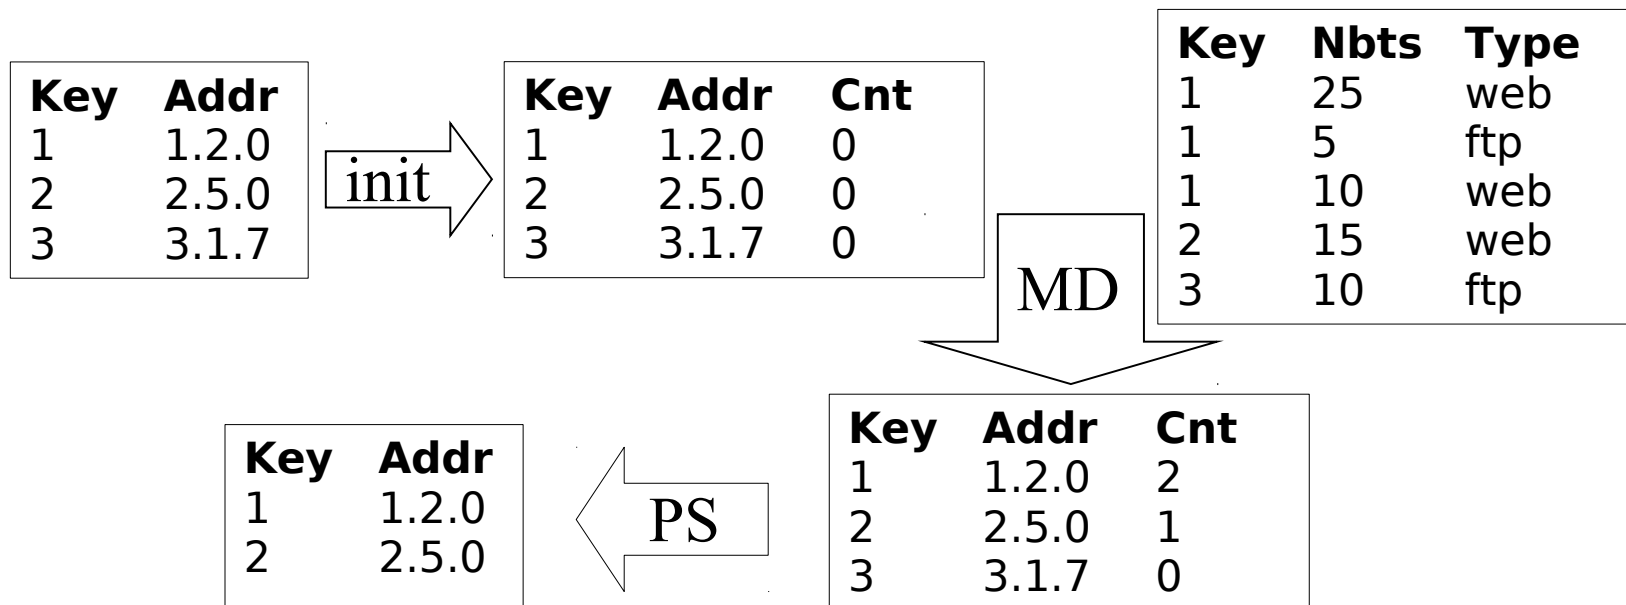 Key Addr
1 1.2.0
2 2.5.0
3 3.1.7
init
Key Addr Cnt
1 1.2.0 0
2 2.5.0 0
3 3.1.7 0
MD
Key Nbts Type
1 25 web
1 5 ftp
1 10 web
2 15 web
3 10 ftp
Key Addr Cnt
1 1.2.0 2
2 2.5.0 1
3 3.1.7 0
PS
Key Addr
1 1.2.0
2 2.5.0